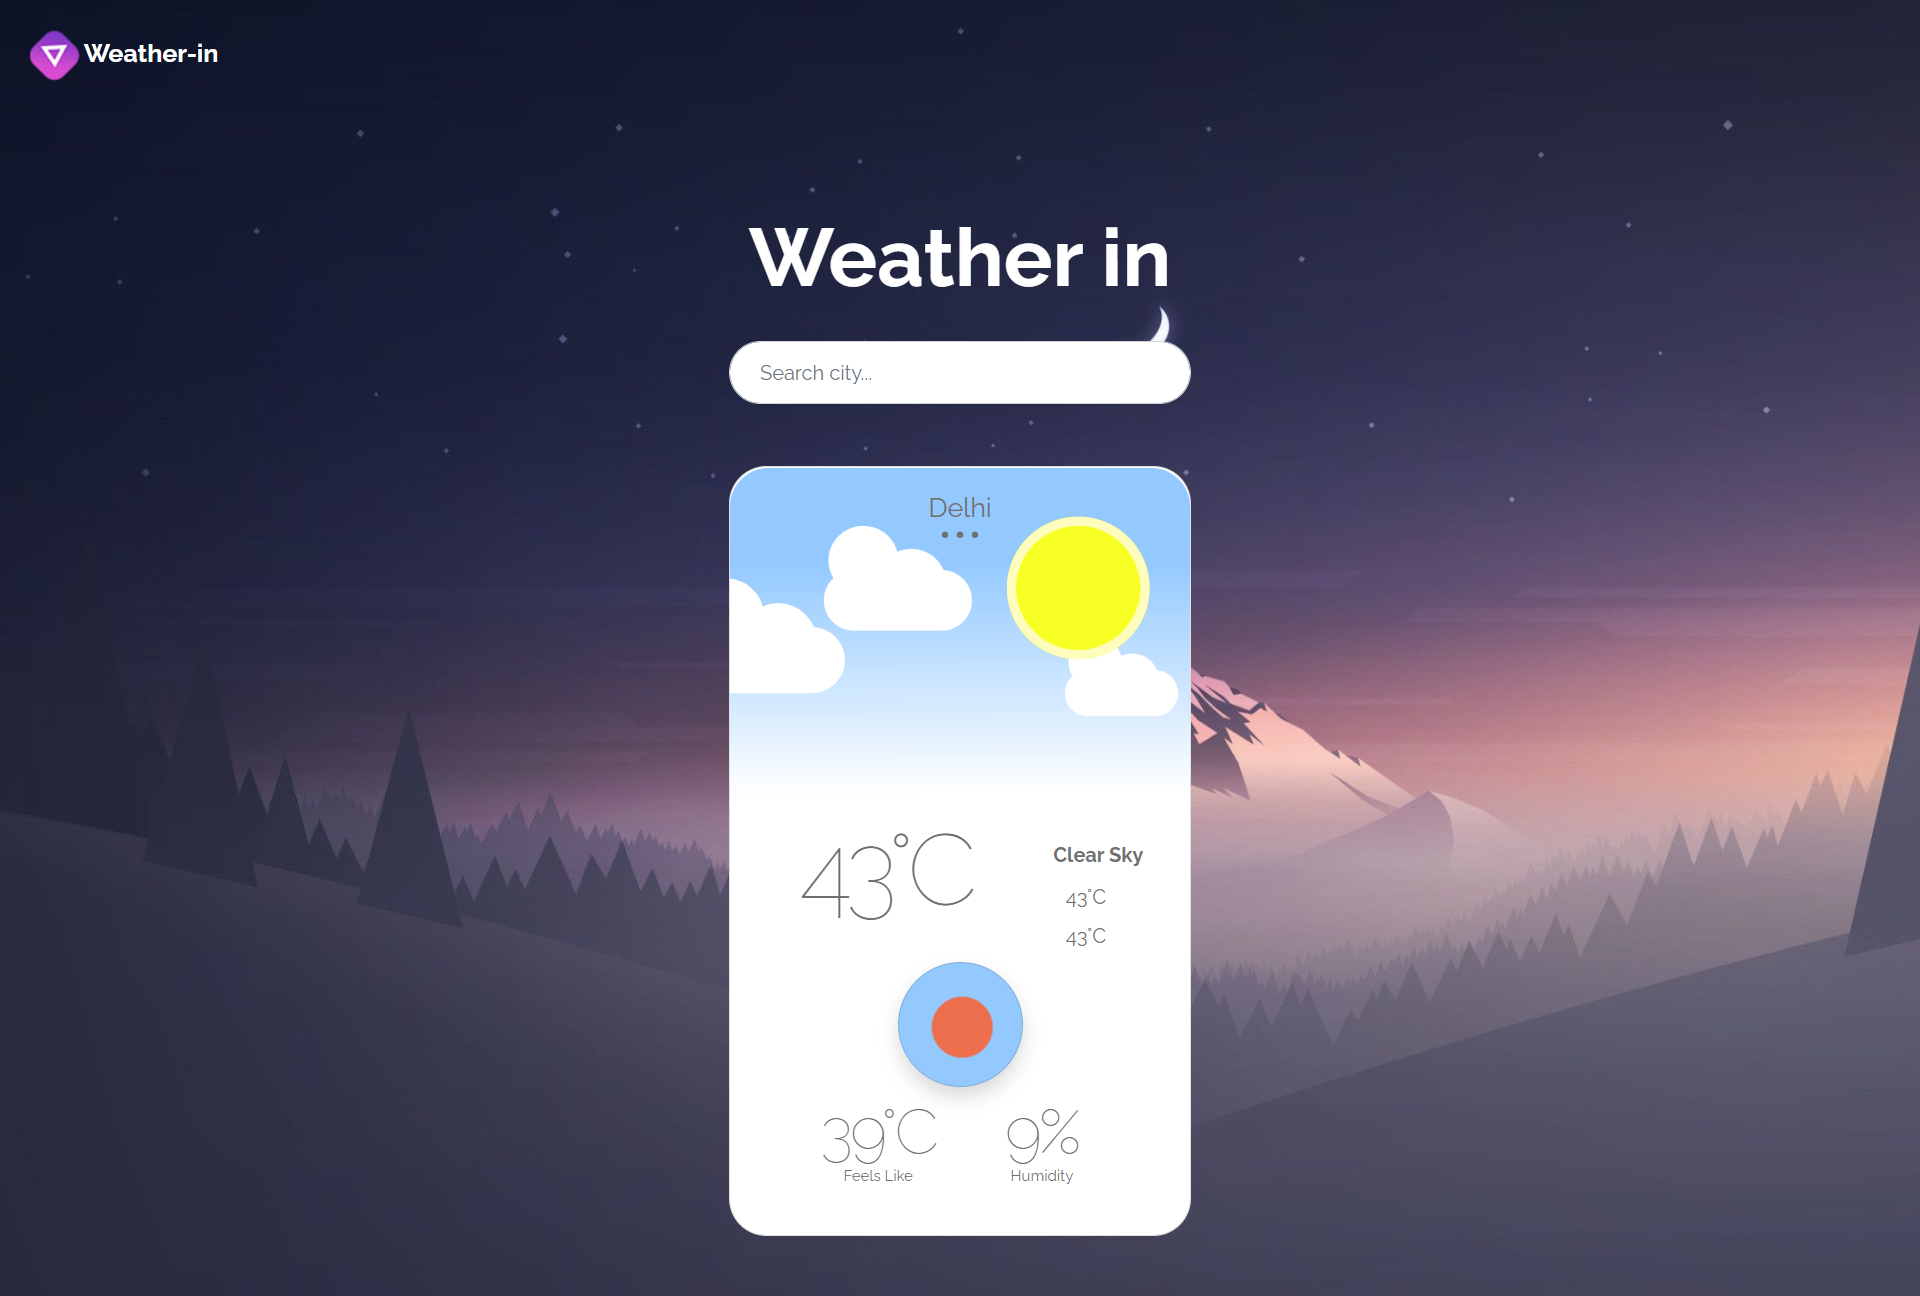 Weather-in
Weather in
Search city...
Delhi
43°C
Clear Sky
43°C
43°C
39°C
Feels Like
9%
Humidity